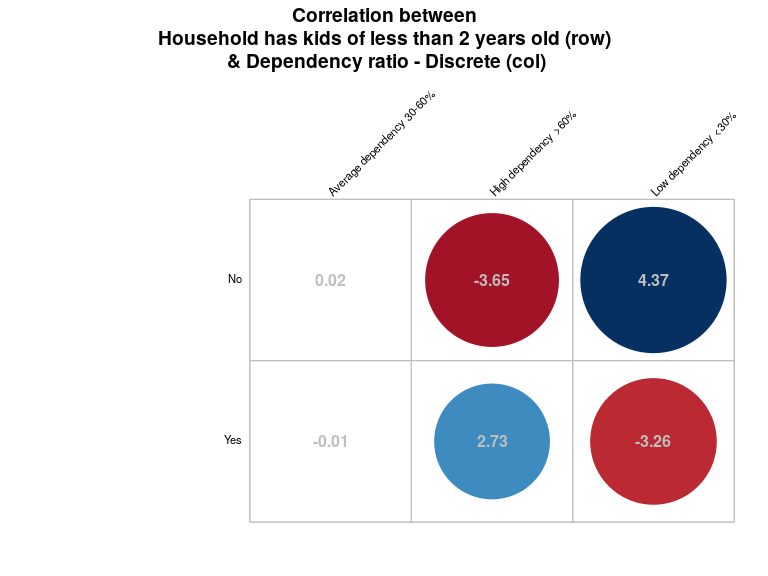 Correlation between
Household has kids of less than 2 years old (row)
& Dependency ratio - Discrete (col)
Average dependency 30-60%
High dependency >60%
Low dependency <30%
No
0.02
-3.65
4.37
Yes
-0.01
2.73
-3.26